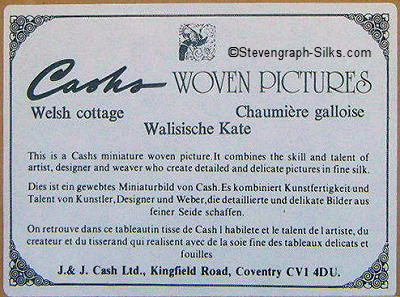 ©Stevengraph-Silks.com
Cashs WOVEN PICTURES
Welsh cottage Chaumière galloise
Walisische Kate
This is a Cashs miniature woven picture.It combines the skill and talent of
artist, designer and weaver who create detailed and delicate pictures in fine silk.
Dies ist ein gewebtes Miniaturbild von Cash.Es kombiniert Kunstfertigkeit und
Talent von Kunstler,Designer und Weber,die detaillierte und delikate Bilder aus
feiner Seide schaffen.
On retrouve dans ce tableautin tisse de Cash l habilete et le talent de l artiste, du
createur et du tisserand qui realisent avec de la soie fine des tableaux delicats et
fouilles
J.& J. Cash Ltd., Kingfield Road, Coventry CV1 4DU.